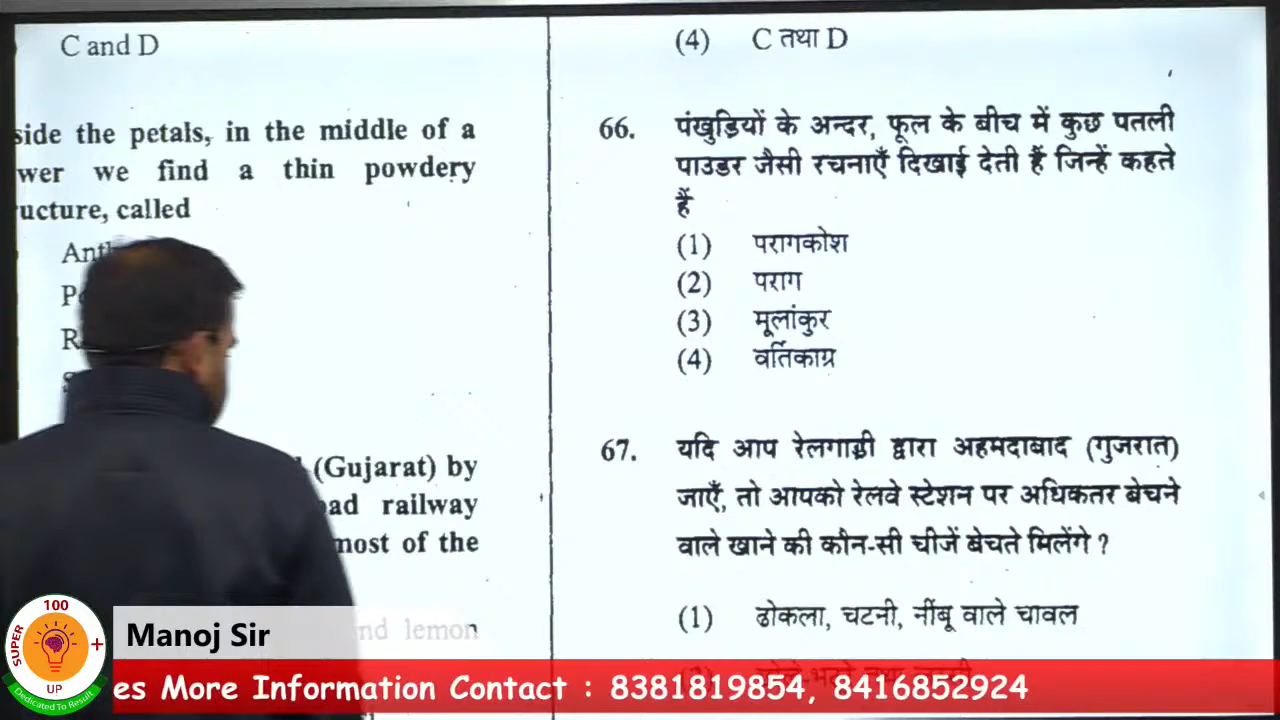 C and D
side the petals, in the middle of a
wer we find a thin powdery
ucture, called
(Gujarat) by
railway
most of the
lemon
(4) C तथा D
66. पंखुड़ियों के अन्दर, फूल के बीच में कुछ पतली
पाउडर जैसी रचनाएँ दिखाई देती हैं जिन्हें कहते
हैं
(1) परागकोश
(2) पराग
(3) मूलांकुर
(4) वर्तिकाग्र
67. यदि आप रेलगाड़ी द्वारा अहमदाबाद (गुजरात)
जाएँ, तो आपको रेलवे स्टेशन पर अधिकतर बेचने
वाले खाने की कौन-सी चीजें बेचते मिलेंगे ?
(1) ढोकला, चटनी, नींबू वाले चावल
100
SUPER
+
UP
Dedicated To Result
Manoj Sir
es More Information Contact : 8381819854, 8416852924